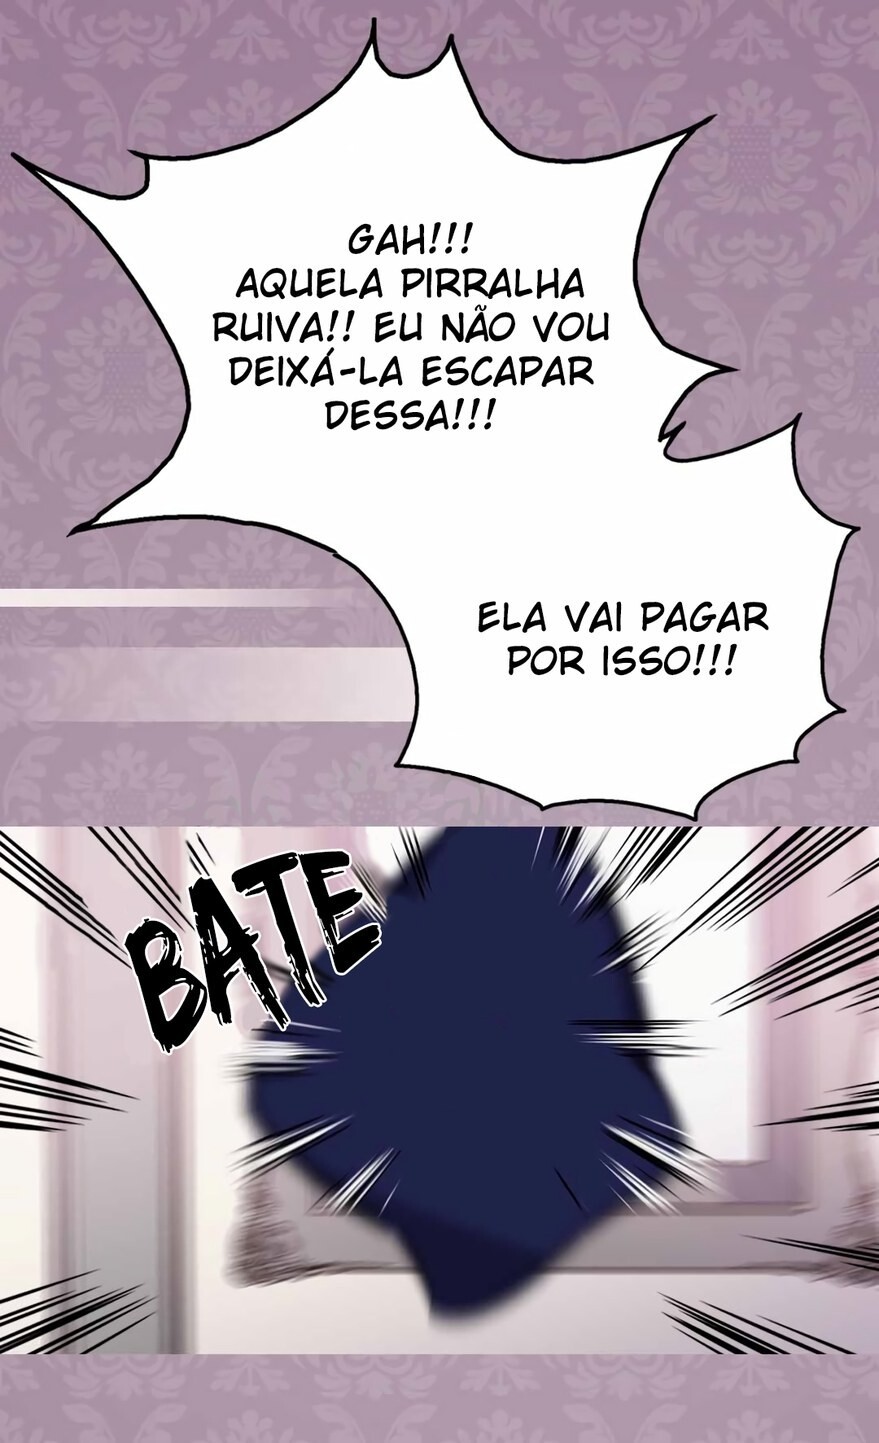 GAH!!!
AQUELA PIRRALHA
RUIVA!! EU NÃO VOU
DEIXÁ-LA ESCAPAR
DESSA!!!
ELA VAI PAGAR
POR ISSO!!!
BATE